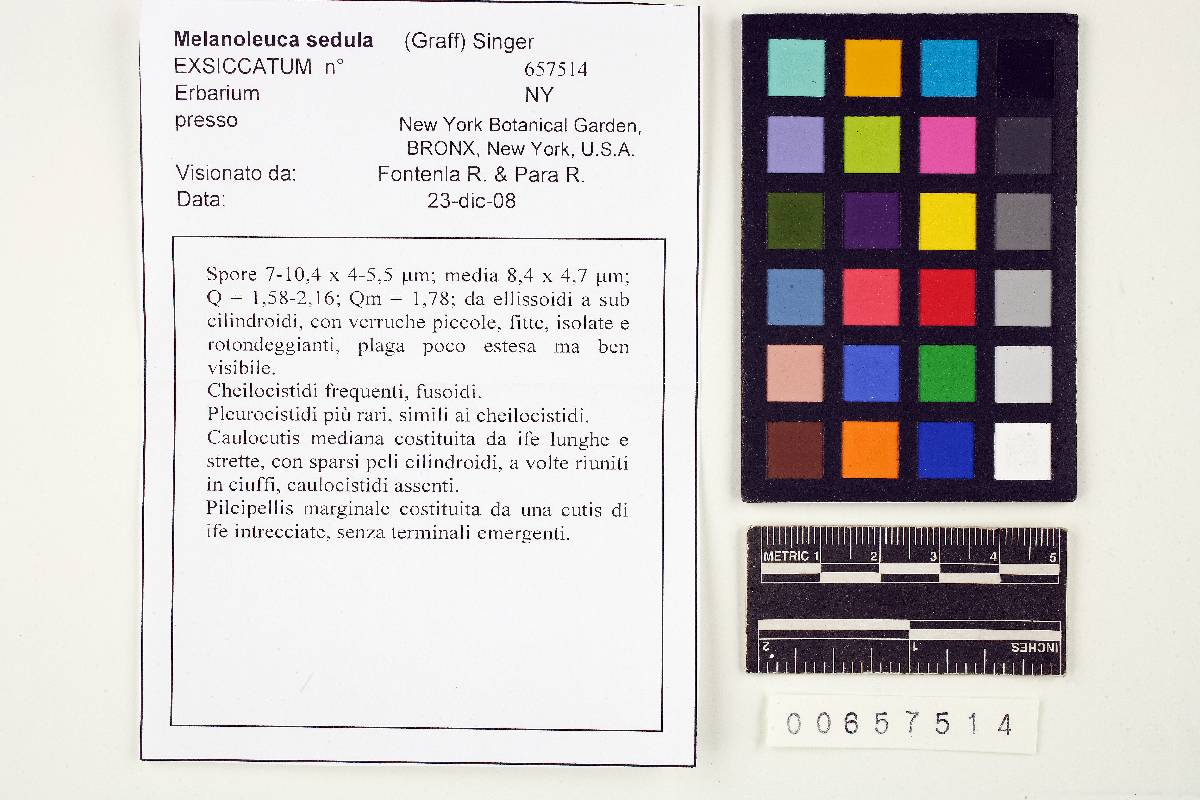 Melanoleuca sedula (Graff) Singer
EXSICCATUM n° 657514
Erbarium NY
presso New York Botanical Garden,
BRONX, New York, U.S.A.
Visionato da: Fontenla R. & Para R.
Data: 23-dic-08
Spore 7-10,4 x 4-5,5 µm; media 8,4 x 4,7 µm;
Q = 1,58-2,16; Qm = 1,78; da ellissoidi a sub
cilindroidi, con verruche piccole, fitte, isolate e
rotondeggianti, plaga poco estesa ma ben
visibile.
Cheilocistidi frequenti, fusoidi.
Pleurocistidi più rari, simili ai cheilocistidi.
Caulocutis mediana costituita da ife lunghe e
strette, con sparsi peli cilindroidi, a volte riuniti
in ciuffi, caulocistidi assenti.
Pileipellis marginale costituita da una cutis di
ife intrecciate, senza terminali emergenti.
METRIC 1 2 3 4 5
2 1 INCHES
00657514